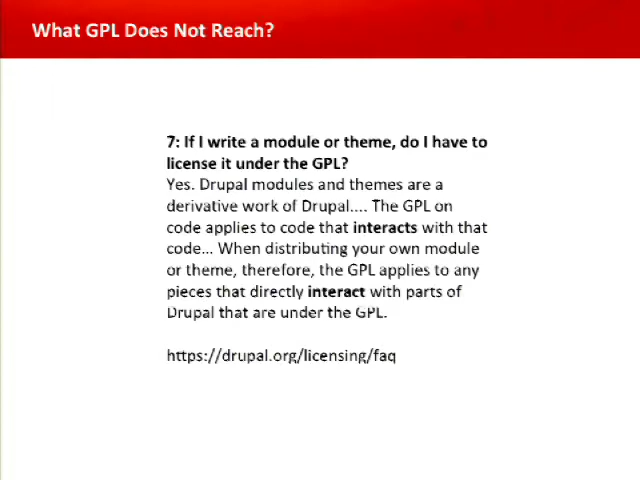 What GPL Does Not Reach?
7: If I write a module or theme, do I have to
license it under the GPL?
Yes. Drupal modules and themes are a
derivative work of Drupal.... The GPL on
code applies to code that interacts with that
code... When distributing your own module
or theme, therefore, the GPL applies to any
pieces that directly interact with parts of
Drupal that are under the GPL.
https://drupal.org/licensing/faq